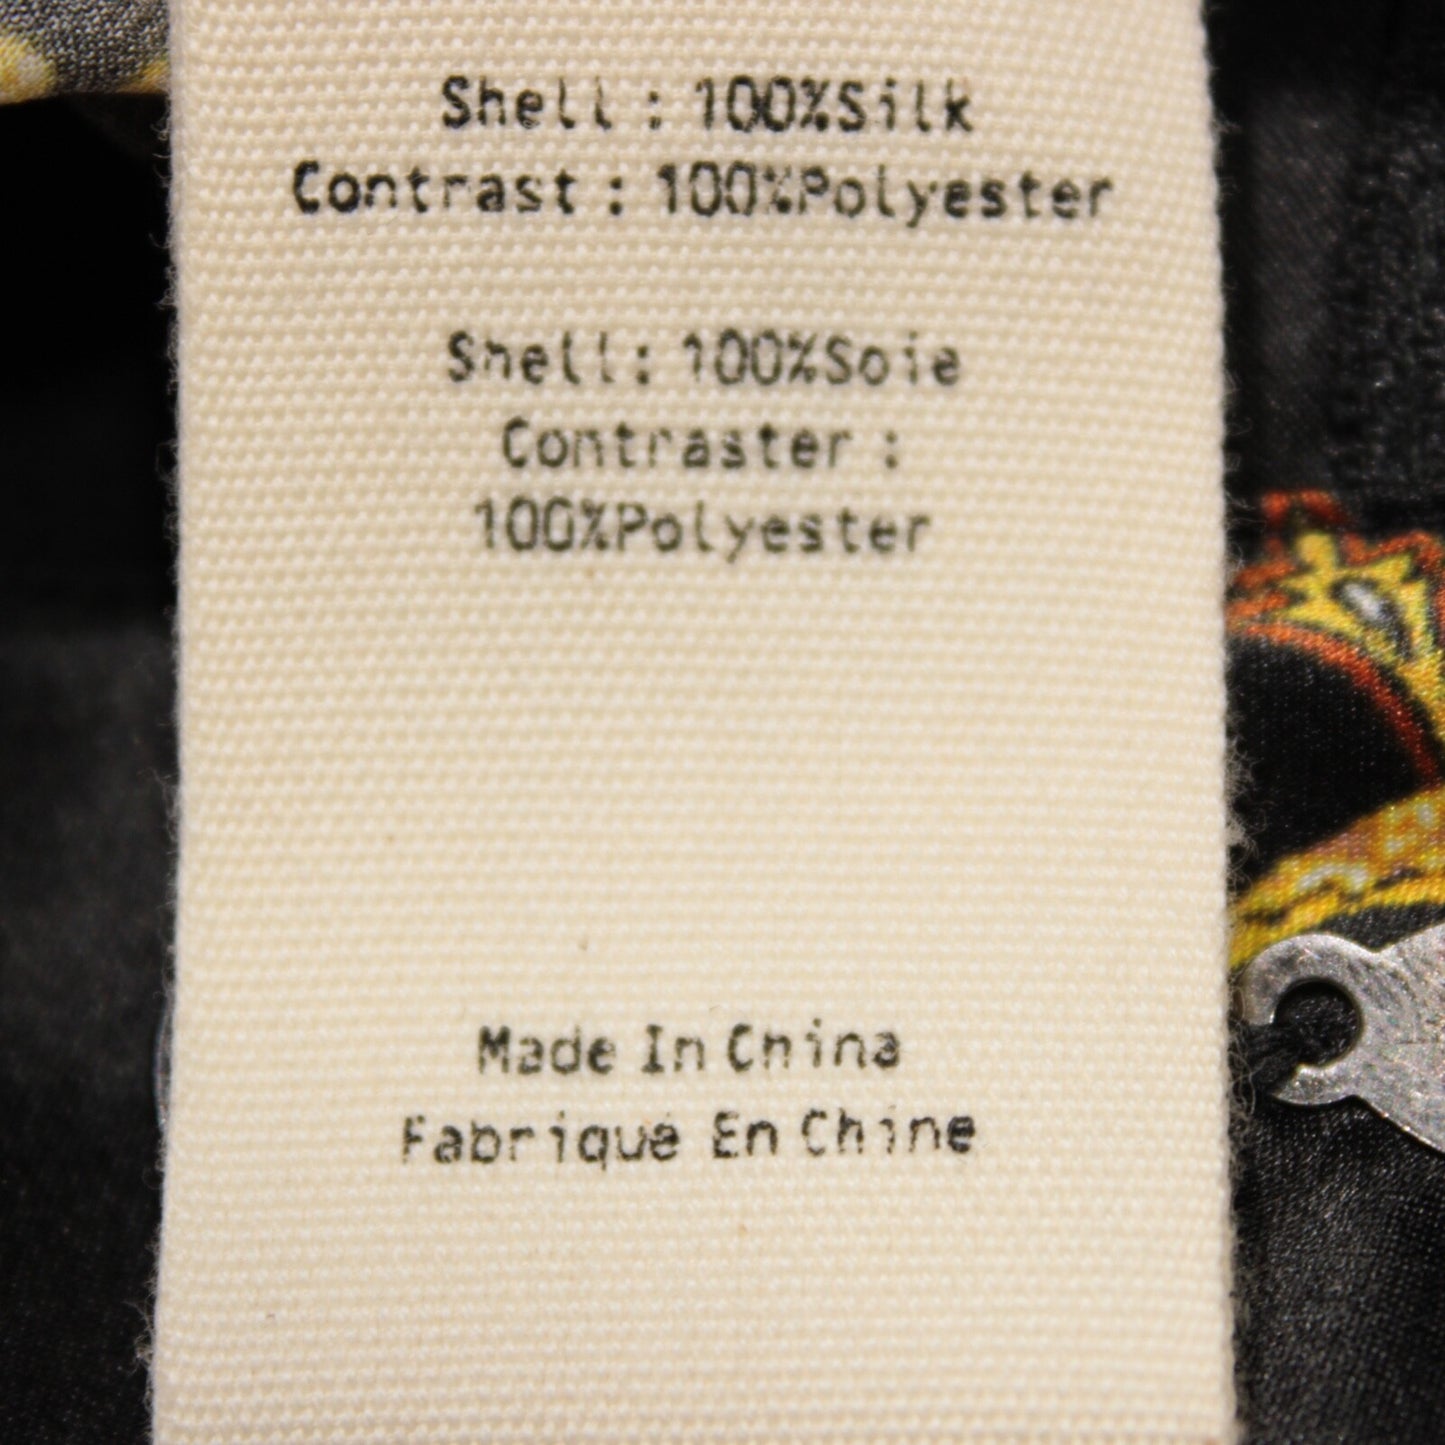 Shell : 100%Silk
Contrast : 100%Polyester
Shell: 100%Soie
Contraster :
100%Polyester
Made In China
Fabrique En Chine